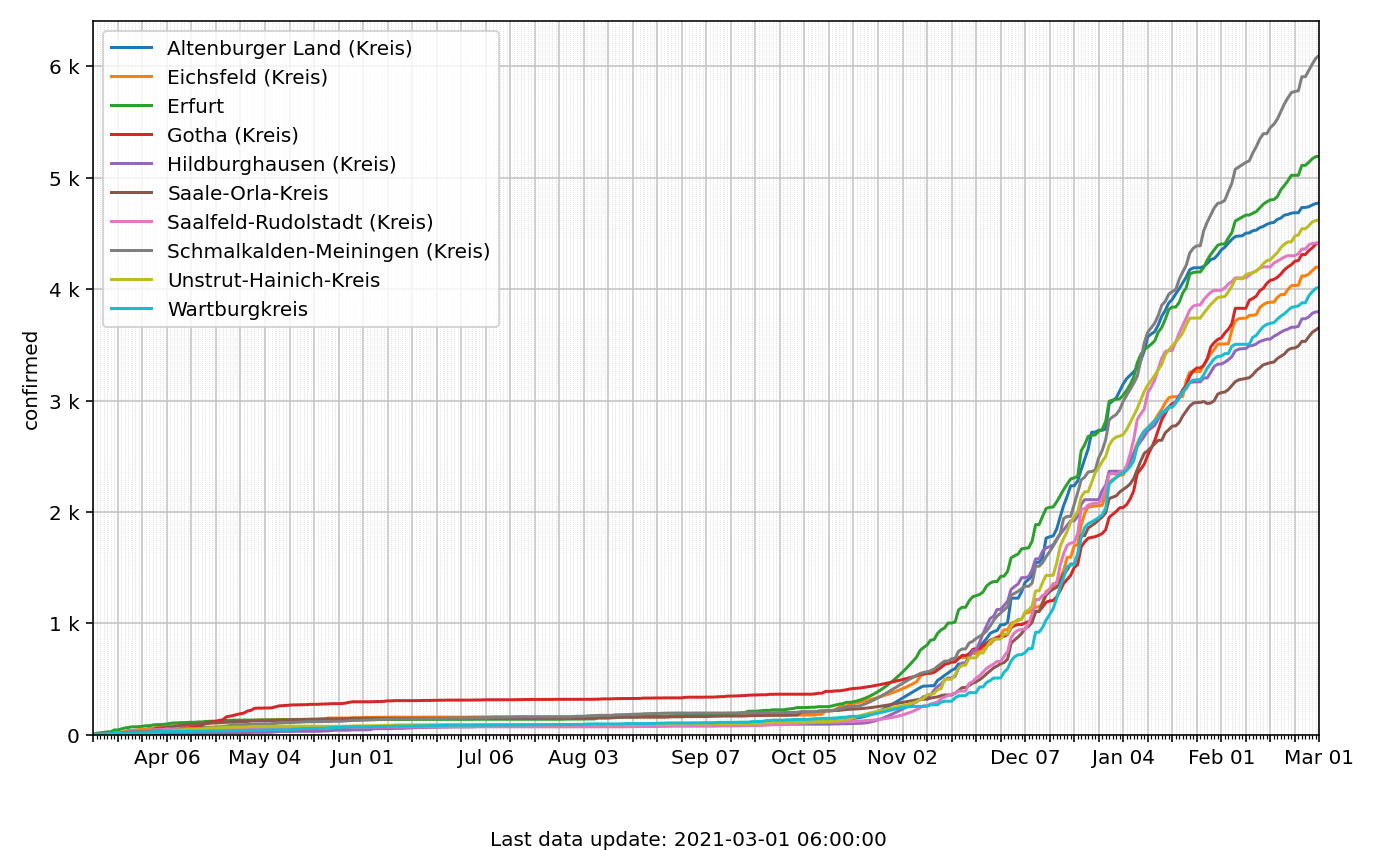 6 k
5 k
4 k
3 k
2 k
1 k
0
confirmed
Altenburger Land (Kreis)
Eichsfeld (Kreis)
Erfurt
Gotha (Kreis)
Hildburghausen (Kreis)
Saale-Orla-Kreis
Saalfeld-Rudolstadt (Kreis)
Schmalkalden-Meiningen (Kreis)
Unstrut-Hainich-Kreis
Wartburgkreis
Apr 06 May 04 Jun 01 Jul 06 Aug 03 Sep 07 Oct 05 Nov 02 Dec 07 Jan 04 Feb 01 Mar 01
Last data update: 2021-03-01 06:00:00